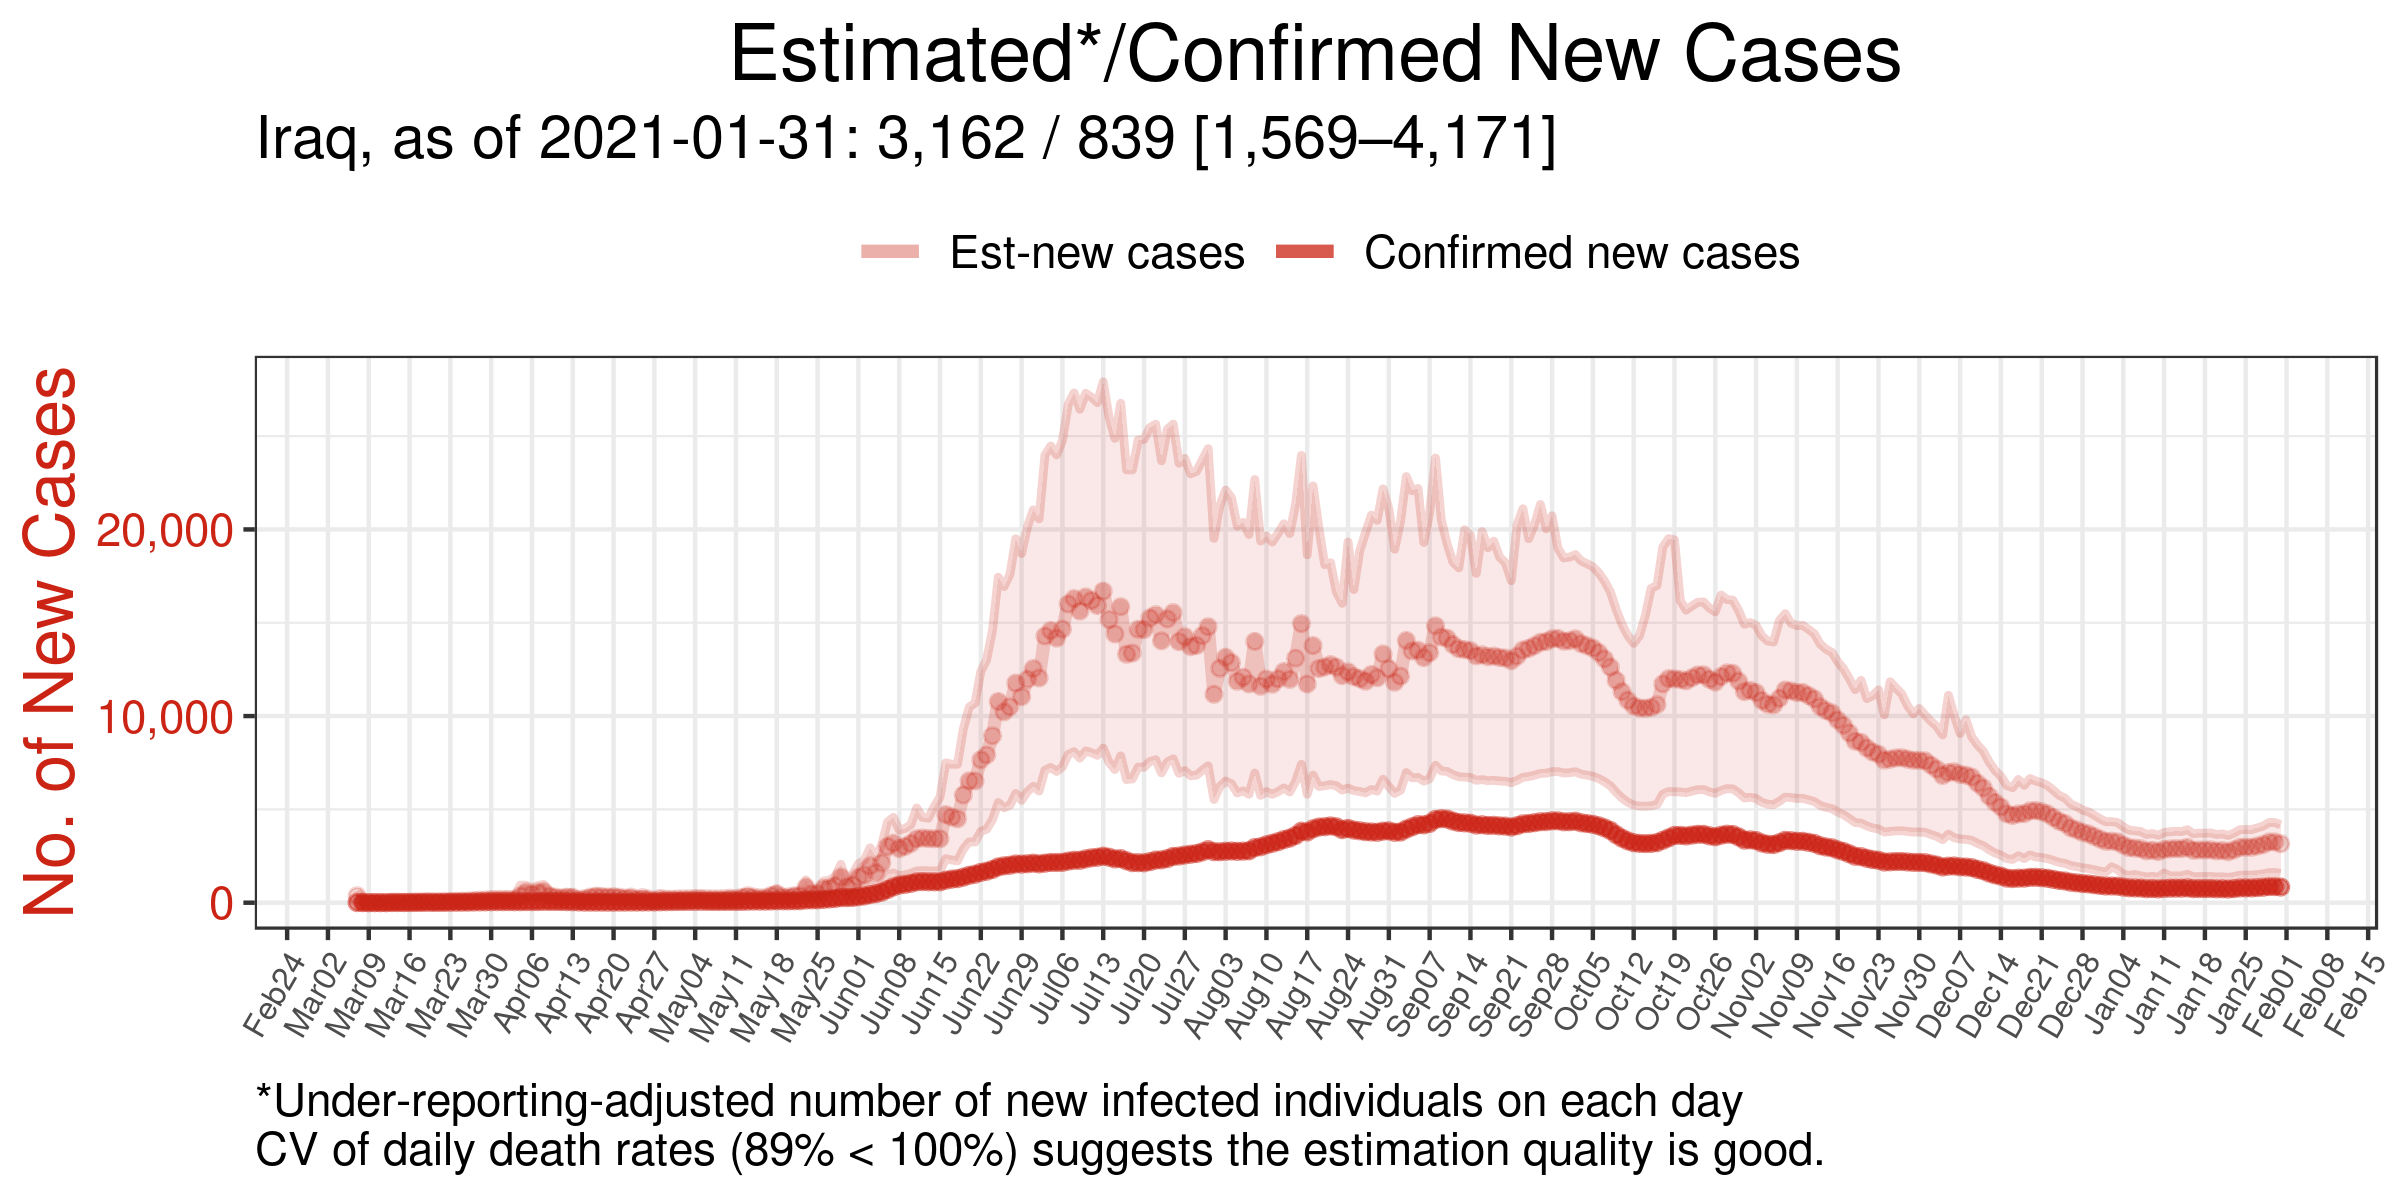 Estimated*/Confirmed New Cases
Iraq, as of 2021-01-31: 3,162 / 839 [1,569–4,171]
Est-new cases Confirmed new cases
No. of New Cases
20,000
10,000
0
Feb24 Mar02 Mar09 Mar16 Mar23 Mar30 Apr06 Apr13 Apr20 Apr27 May04 May11 May18 May25 Jun01 Jun08 Jun15 Jun22 Jun29 Jul06 Jul13 Jul20 Jul27 Aug03 Aug10 Aug17 Aug24 Aug31 Sep07 Sep14 Sep21 Sep28 Oct05 Oct12 Oct19 Oct26 Nov02 Nov09 Nov16 Nov23 Nov30 Dec07 Dec14 Dec21 Dec28 Jan04 Jan11 Jan18 Jan25 Feb01 Feb08 Feb15
*Under-reporting-adjusted number of new infected individuals on each day
CV of daily death rates (89% < 100%) suggests the estimation quality is good.